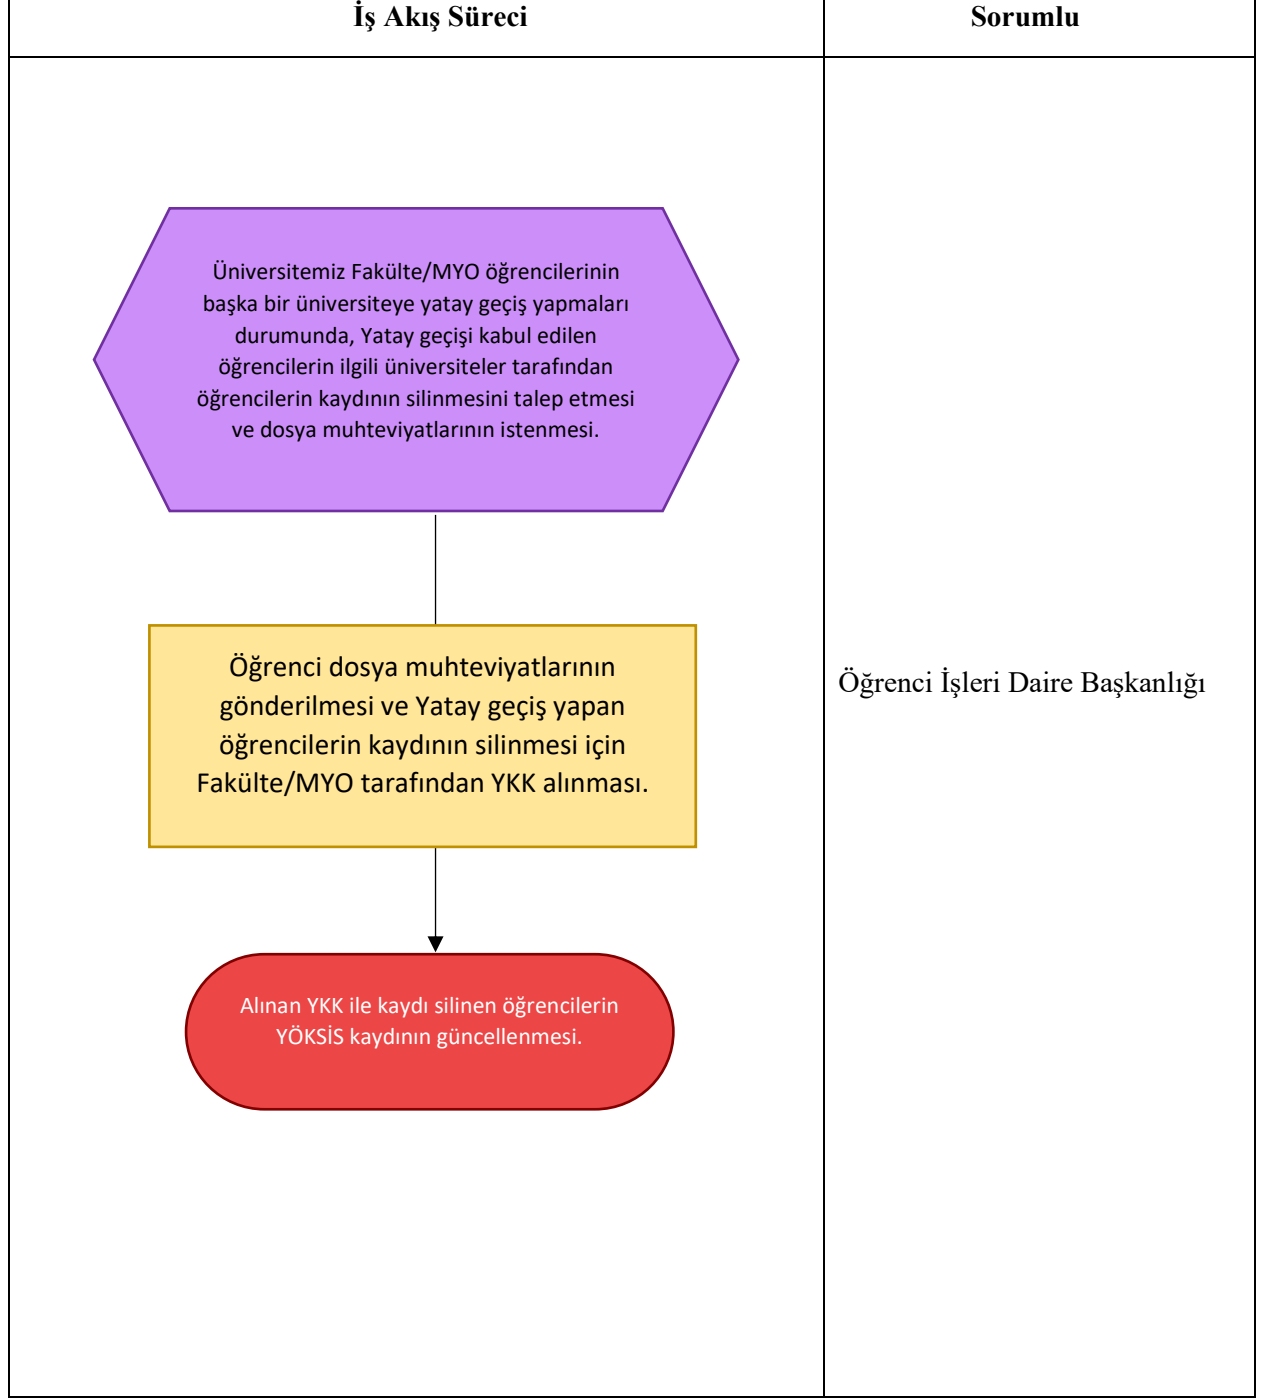 İş Akış Süreci
Sorumlu
Üniversitemiz Fakülte/MYO öğrencilerinin
başka bir üniversiteye yatay geçiş yapmaları
durumunda, Yatay geçişi kabul edilen
öğrencilerin ilgili üniversiteler tarafından
öğrencilerin kaydının silinmesini talep etmesi
ve dosya muhteviyatlarının istenmesi.
Öğrenci dosya muhteviyatlarının
gönderilmesi ve Yatay geçiş yapan
öğrencilerin kaydının silinmesi için
Fakülte/MYO tarafından YKK alınması.
Alınan YKK ile kaydı silinen öğrencilerin
YÖKSİS kaydının güncellenmesi.
Öğrenci İşleri Daire Başkanlığı